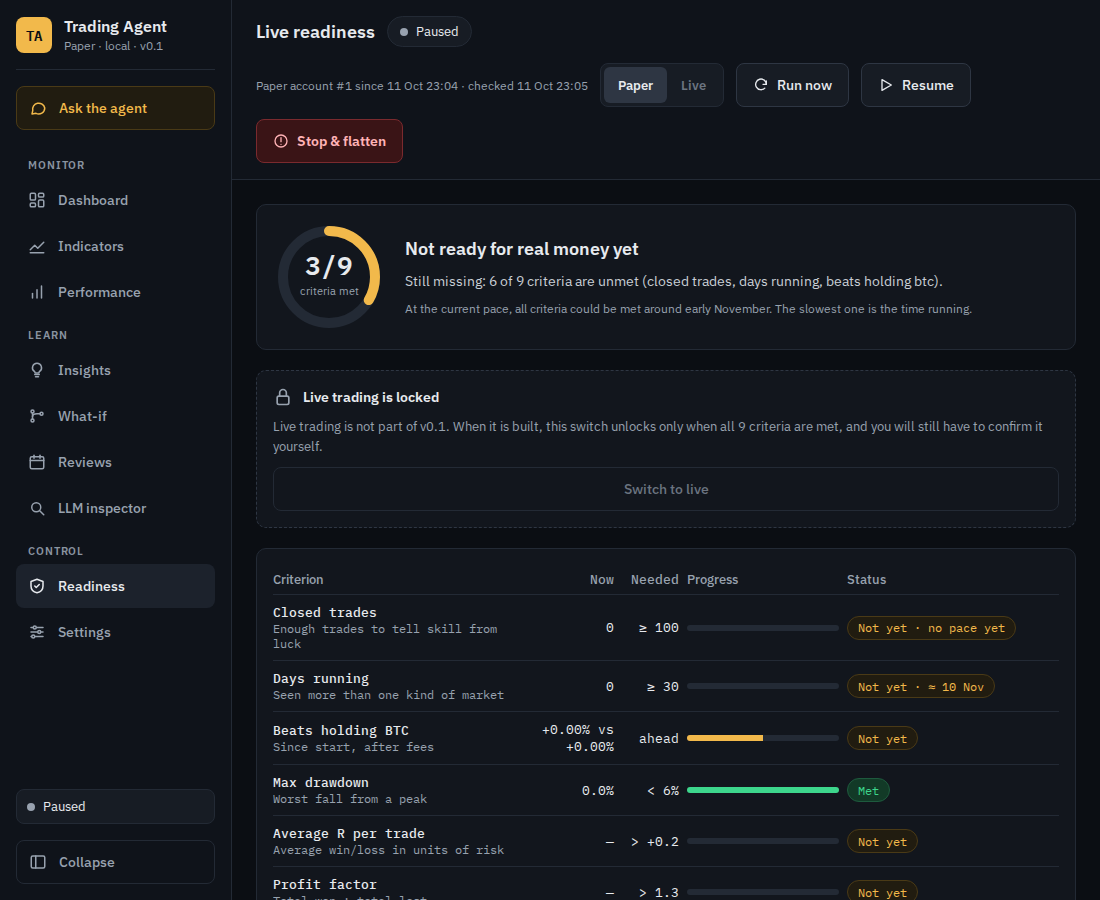 TA
Trading Agent
Paper · local · v0.1
Ask the agent
MONITOR
Dashboard
Indicators
Performance
LEARN
Insights
What-if
Reviews
LLM inspector
CONTROL
Readiness
Settings
Paused
Collapse
Live readiness
Paused
Paper account #1 since 11 Oct 23:04 · checked 11 Oct 23:05
Paper
Live
Run now
Resume
Stop & flatten
3/9
criteria met
Not ready for real money yet
Still missing: 6 of 9 criteria are unmet (closed trades, days running, beats holding btc).
At the current pace, all criteria could be met around early November. The slowest one is the time running.
Live trading is locked
Live trading is not part of v0.1. When it is built, this switch unlocks only when all 9 criteria are met, and you will still have to confirm it
yourself.
Switch to live
Criterion Now Needed Progress Status
Closed trades
Enough trades to tell skill from
luck
0 ≥ 100 Not yet · no pace yet
Days running
Seen more than one kind of market
0 ≥ 30 Not yet · ≈ 10 Nov
Beats holding BTC
Since start, after fees
+0.00% vs
+0.00%
ahead Not yet
Max drawdown
Worst fall from a peak
0.0% < 6% Met
Average R per trade
Average win/loss in units of risk
— > +0.2 Not yet
Profit factor
— > 1.3 Not yet